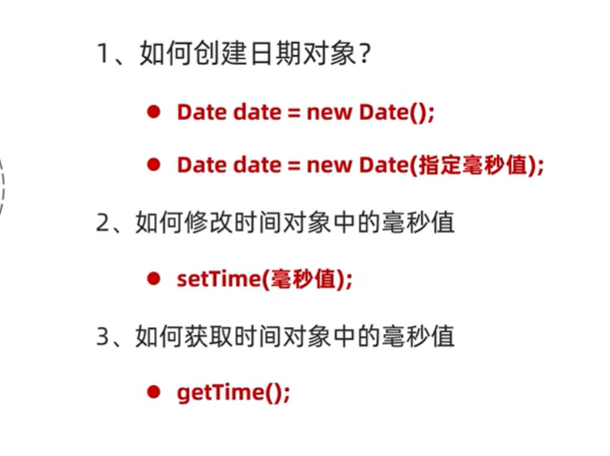 1、如何创建日期对象？
● Date date = new Date();
● Date date = new Date(指定毫秒值);
2、如何修改时间对象中的毫秒值
● setTime(毫秒值);
3、如何获取时间对象中的毫秒值
● getTime();